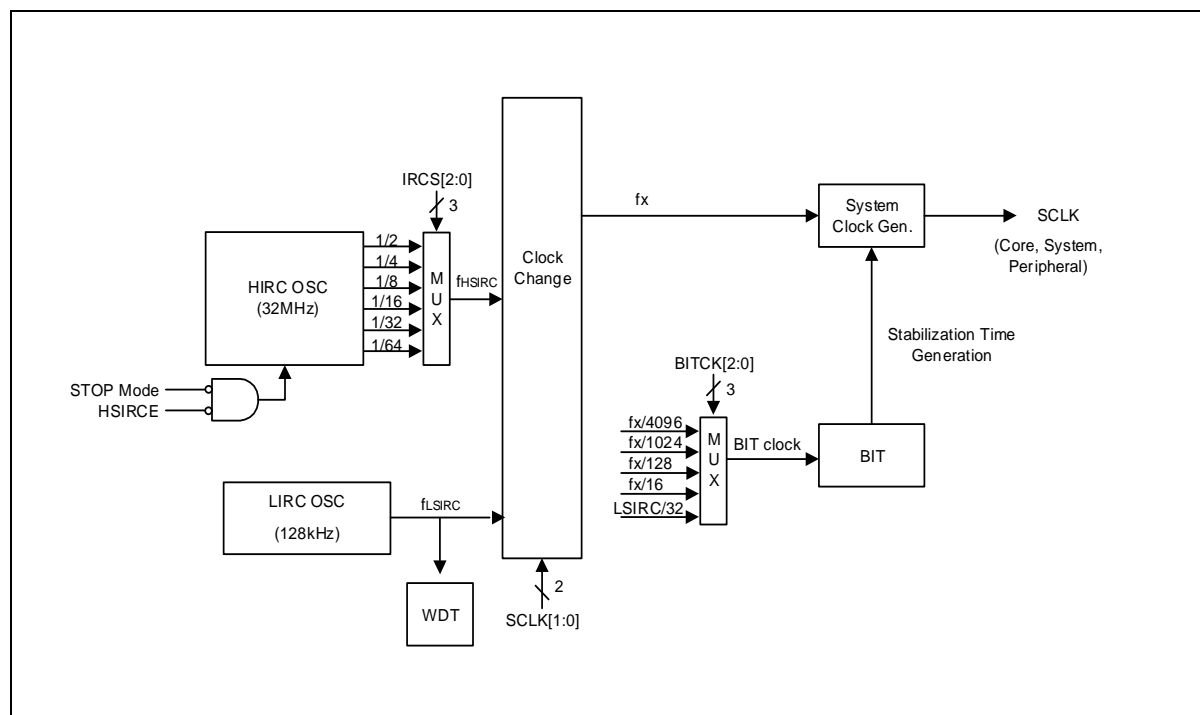 IRCS[2:0]
3
HIRC OSC
(32MHz)
1/2
1/4
1/8
1/16
1/32
1/64
M
U
X
fHSIRC
STOP Mode
HSIRCE
LIRC OSC
(128kHz)
fLSIRC
WDT
Clock
Change
2
SCLK[1:0]
fx
System
Clock Gen.
SCLK
(Core, System,
Peripheral)
Stabilization Time
Generation
BITCK[2:0]
3
fx/4096
fx/1024
fx/128
fx/16
LSIRC/32
M
U
X
BIT clock
BIT